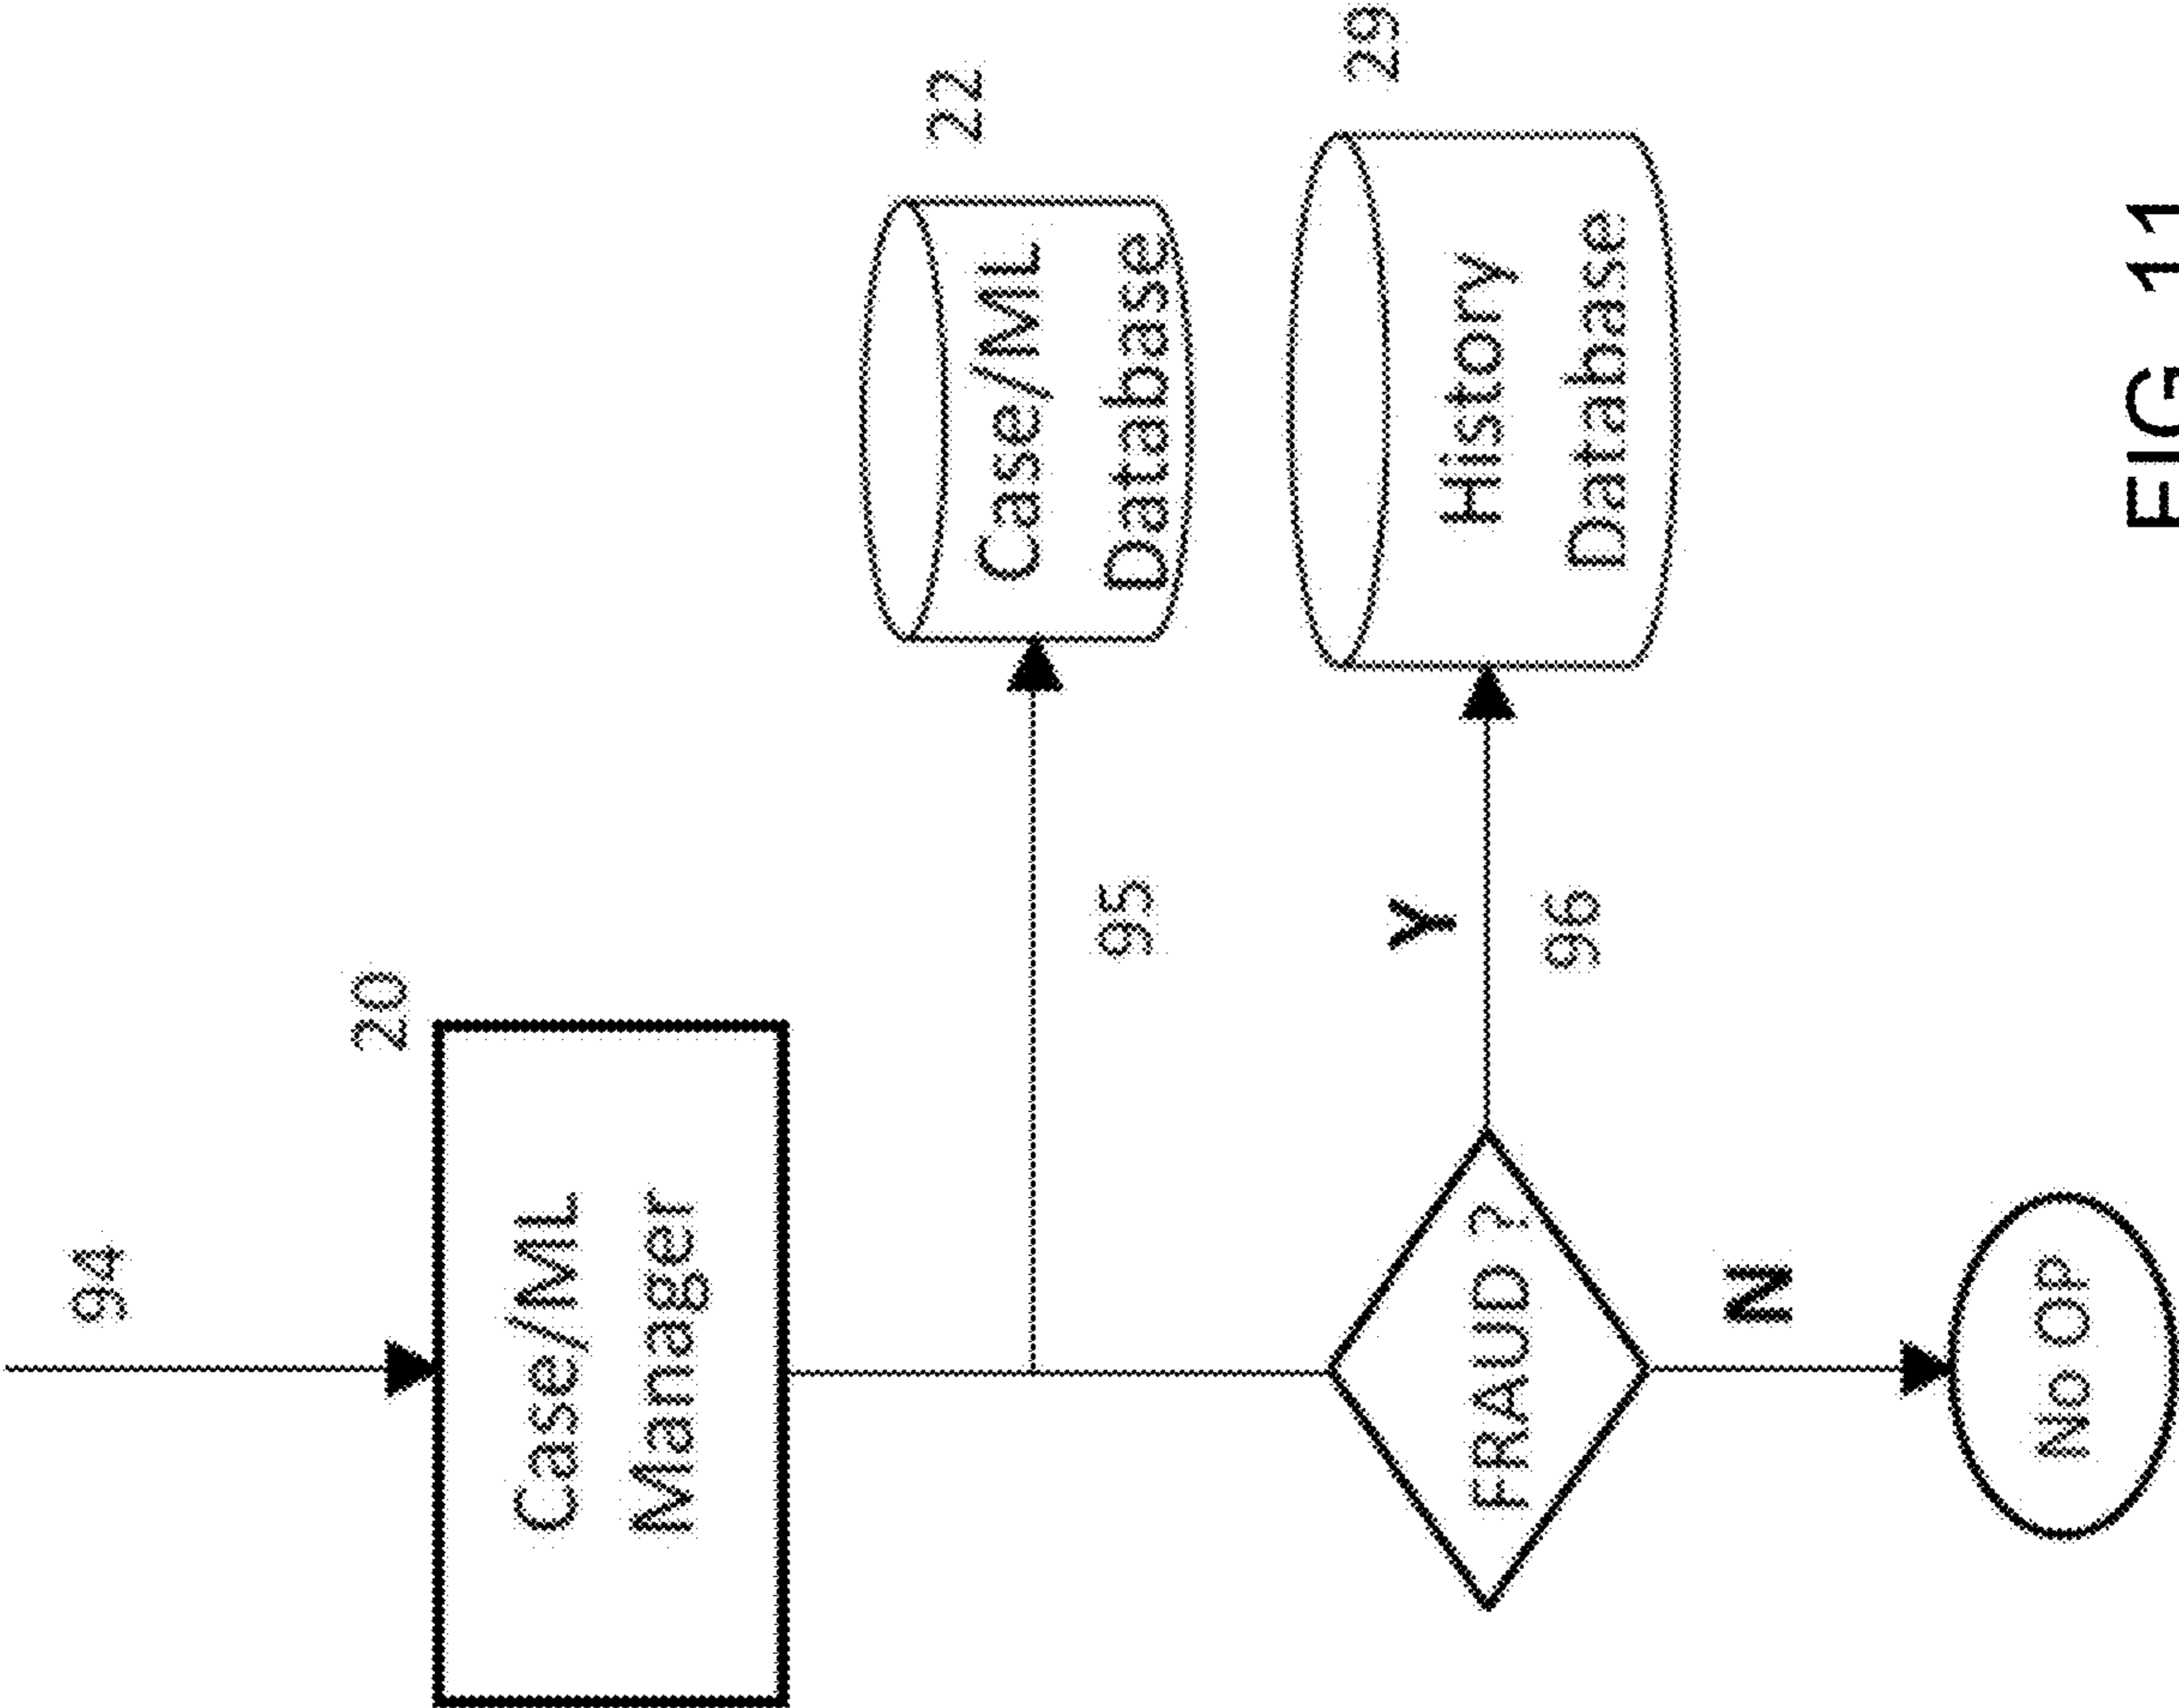 94
20
Case/ML
Manager
22
Case/ML
Database
95
29
History
Database
Y
96
FRAUD ?
N
No OP
FIG. 11